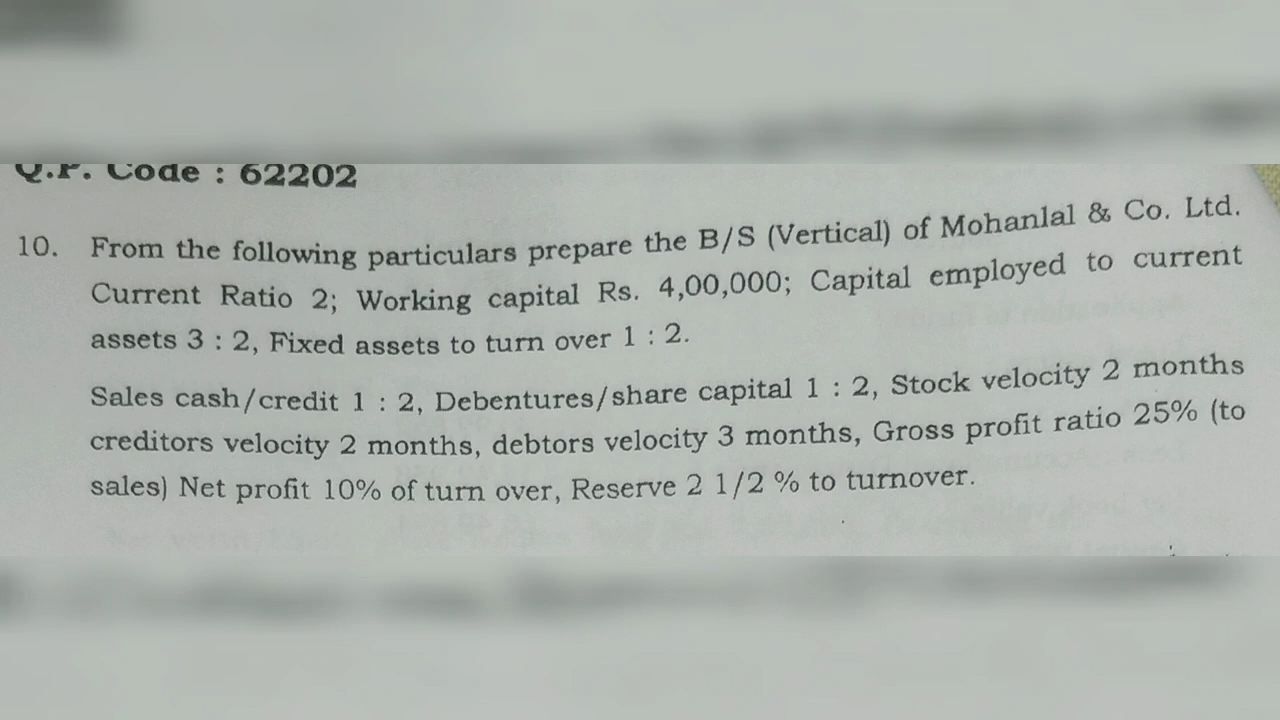 Q.P. Code : 62202
10. From the following particulars prepare the B/S (Vertical) of Mohanlal & Co. Ltd.
Current Ratio 2; Working capital Rs. 4,00,000; Capital employed to current
assets 3 : 2, Fixed assets to turn over 1 : 2.
Sales cash/credit 1 : 2, Debentures/share capital 1 : 2, Stock velocity 2 months
creditors velocity 2 months, debtors velocity 3 months, Gross profit ratio 25% (to
sales) Net profit 10% of turn over, Reserve 2 1/2 % to turnover.